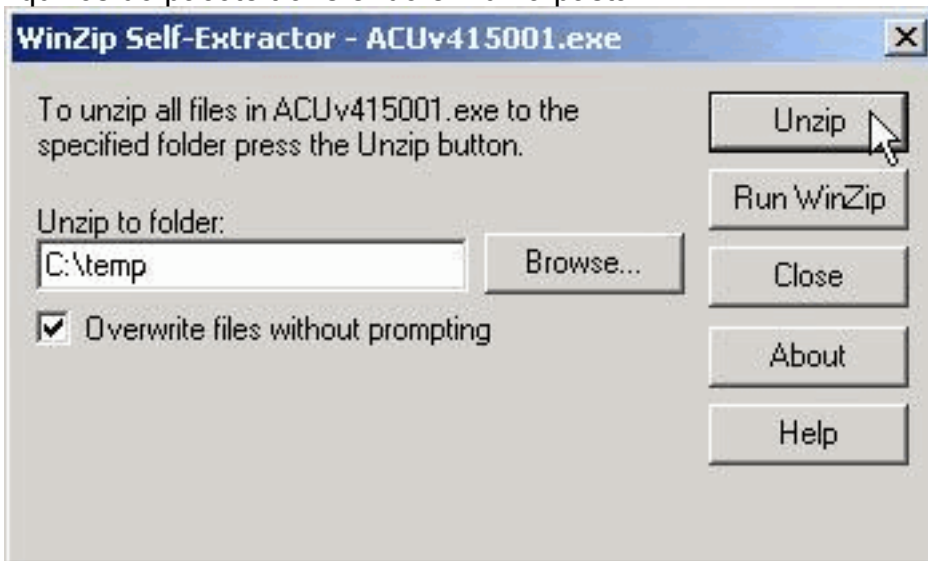 WinZip Self-Extractor - ACUv415001.exe
To unzip all files in ACUv415001.exe to the
specified folder press the Unzip button.
Unzip to folder:
C:\temp
Browse...
Overwrite files without prompting
Unzip
Run WinZip
Close
About
Help